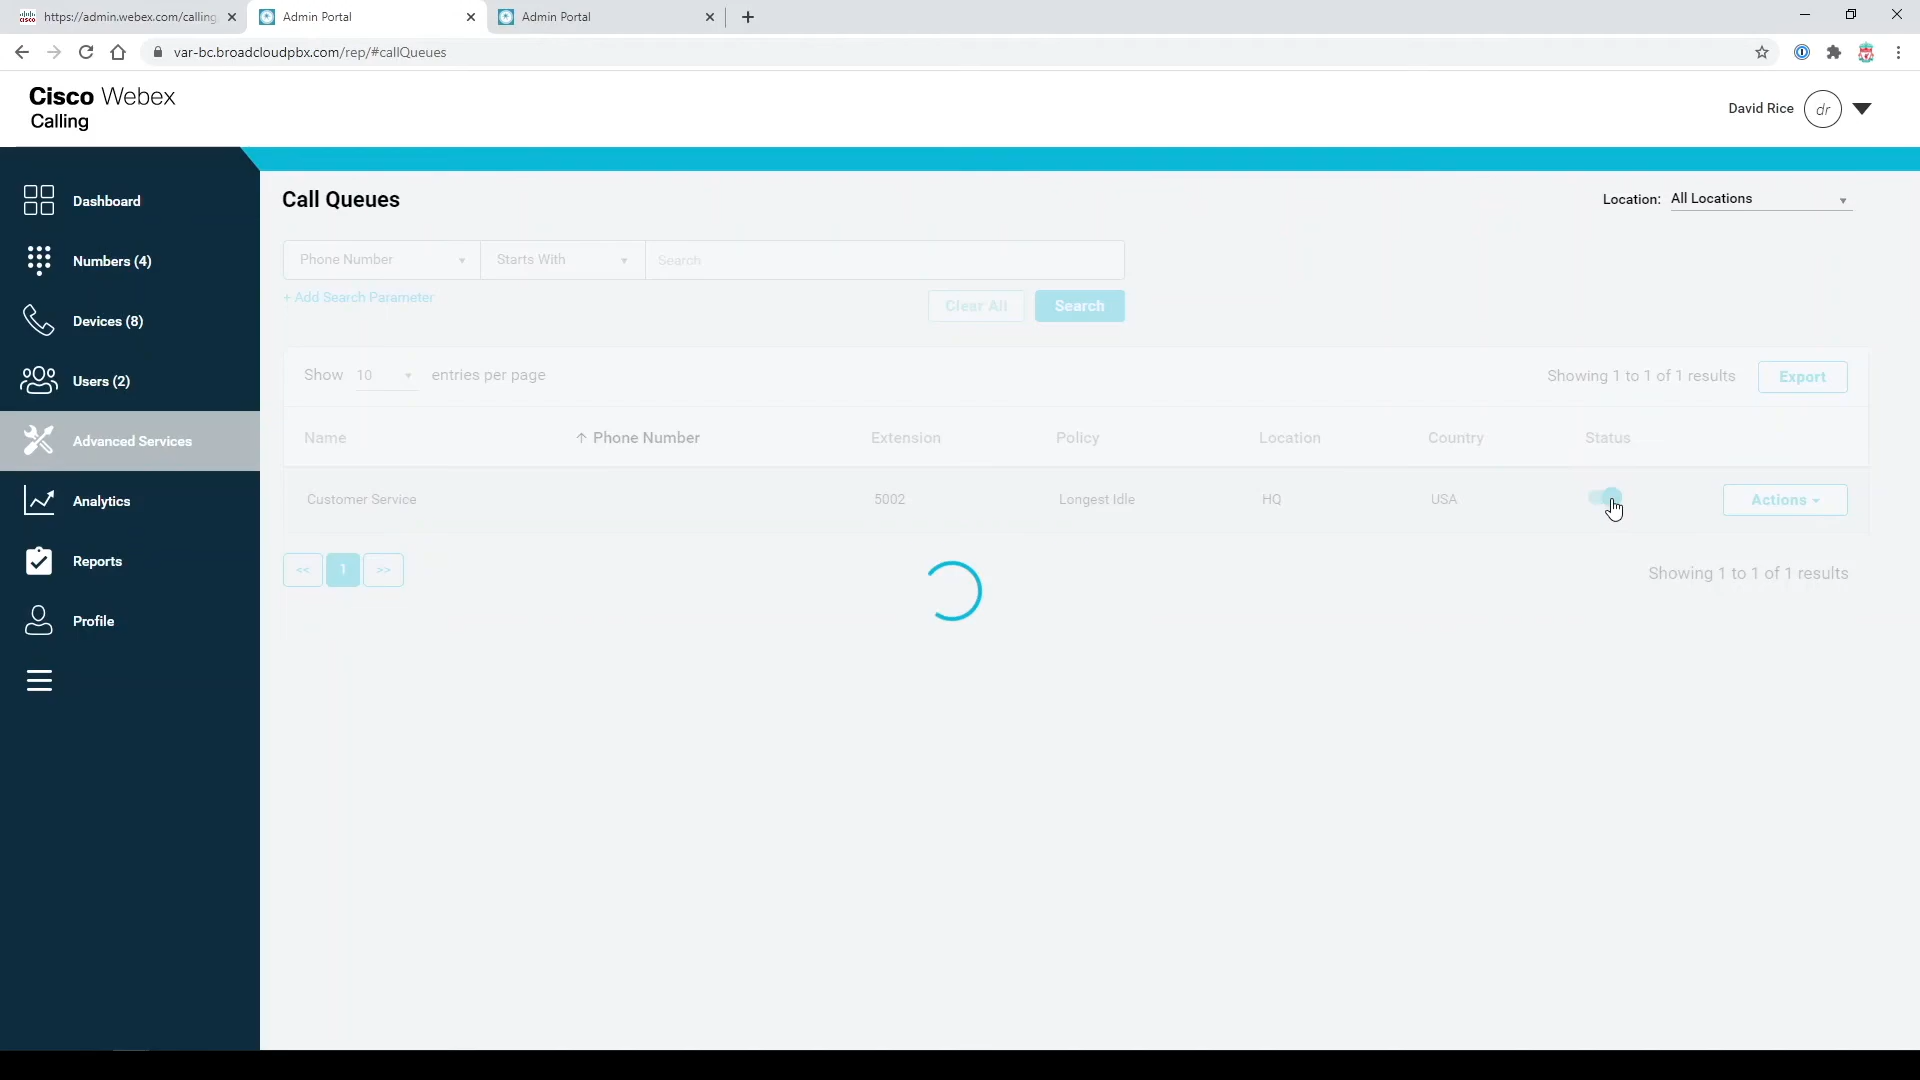 https://admin.webex.com/calling
Admin Portal
Admin Portal
var-bc.broadcloudpbx.com/rep/#callQueues
Cisco Webex
Calling
David Rice
dr
Dashboard
Numbers (4)
Devices (8)
Users (2)
Advanced Services
Analytics
Reports
Profile
Call Queues
Location: All Locations
Phone Number
Starts With
Search
+ Add Search Parameter
Clear All
Search
Show 10 entries per page
Showing 1 to 1 of 1 results
Export
Name ↑ Phone Number Extension Policy Location Country Status
Customer Service 5002 Longest Idle HQ USA Actions
<< 1 >>
Showing 1 to 1 of 1 results